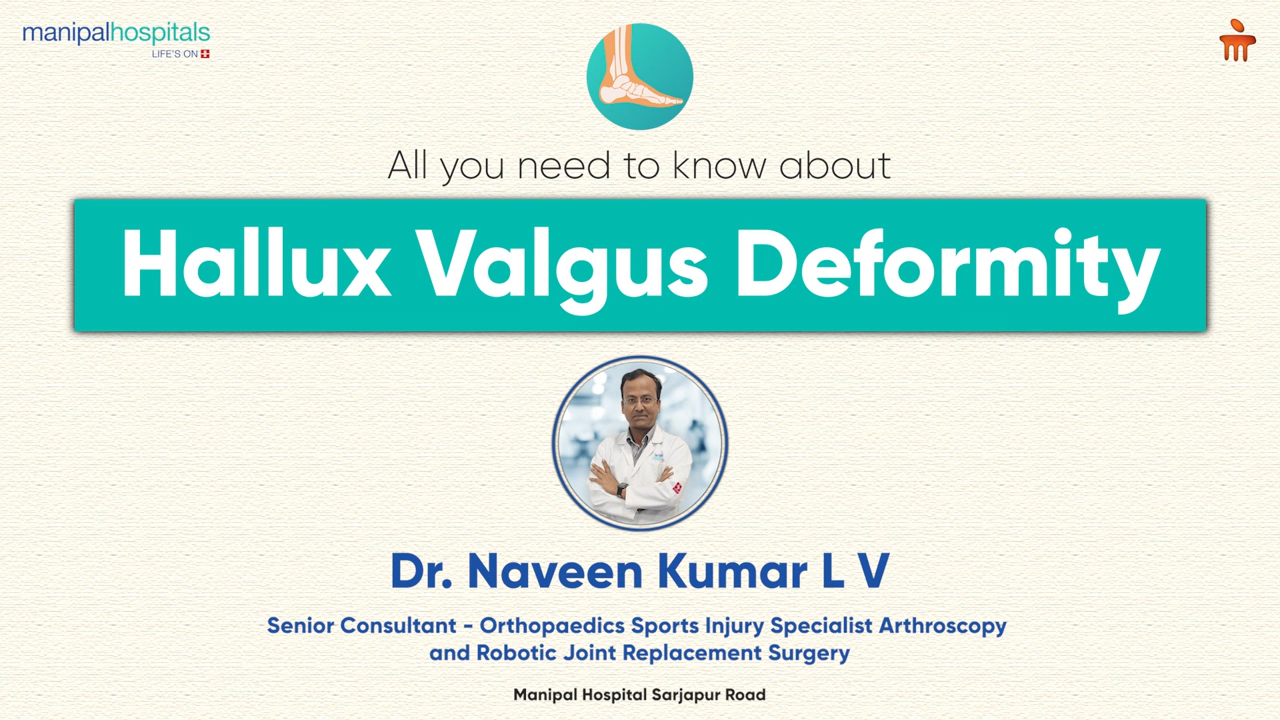 manipalhospitals
LIFE'S ON
All you need to know about
Hallux Valgus Deformity
Dr. Naveen Kumar L V
Senior Consultant - Orthopaedics Sports Injury Specialist Arthroscopy
and Robotic Joint Replacement Surgery
Manipal Hospital Sarjapur Road